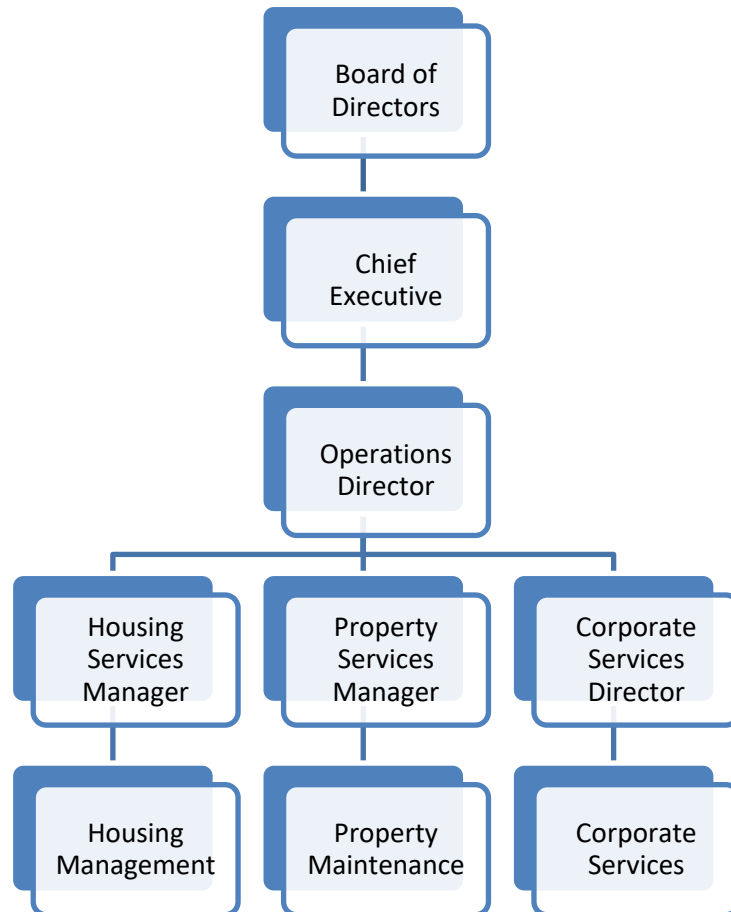 Board of
Directors
Chief
Executive
Operations
Director
Housing
Services
Manager
Property
Services
Manager
Corporate
Services
Director
Housing
Management
Property
Maintenance
Corporate
Services